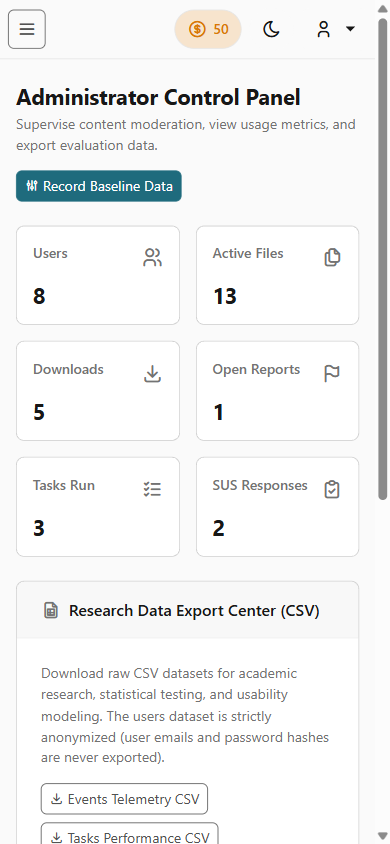 50
Administrator Control Panel
Supervise content moderation, view usage metrics, and
export evaluation data.
Record Baseline Data
Users
8
Active Files
13
Downloads
5
Open Reports
1
Tasks Run
3
SUS Responses
2
Research Data Export Center (CSV)
Download raw CSV datasets for academic
research, statistical testing, and usability
modeling. The users dataset is strictly
anonymized (user emails and password hashes
are never exported).
Events Telemetry CSV
Tasks Performance CSV